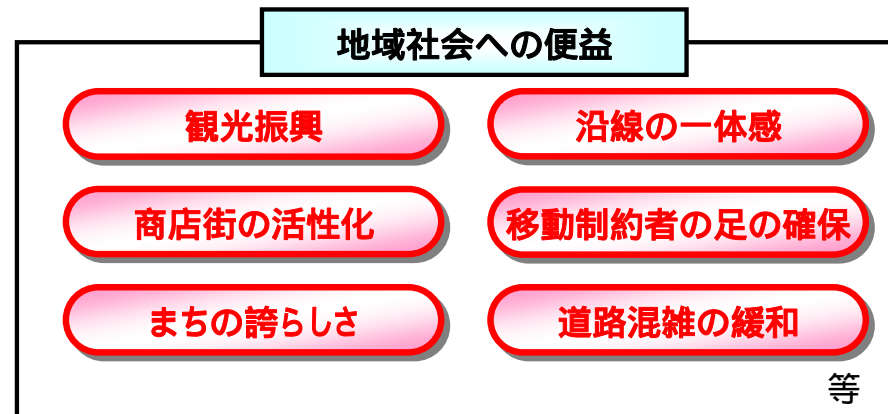 地域社会への便益
観光振興
沿線の一体感
商店街の活性化
移動制約者の足の確保
まちの誇らしさ
道路混雑の緩和
等